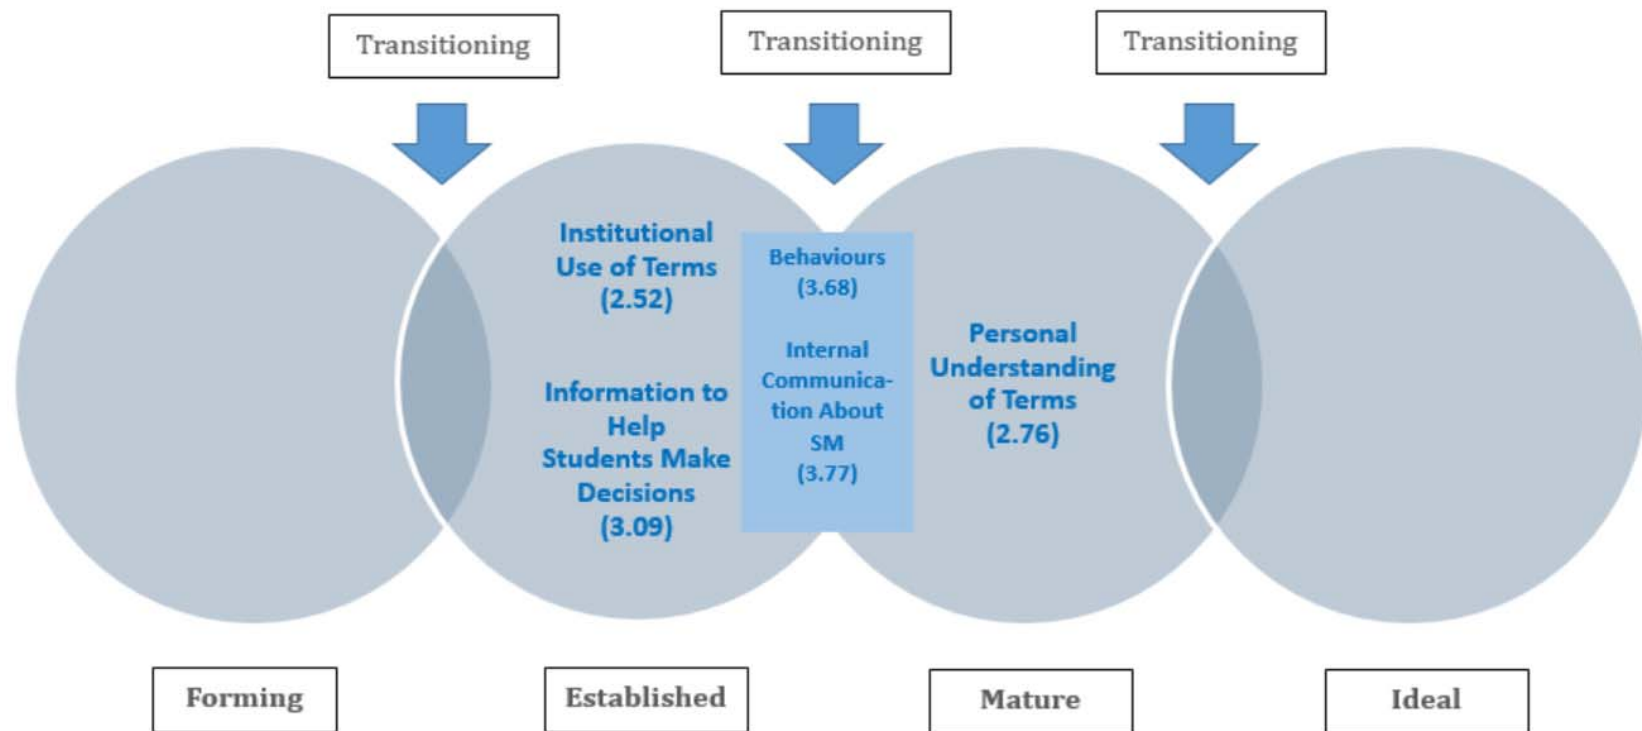 Transitioning
Transitioning
Transitioning
Institutional
Use of Terms
(2.52)
Information to
Help
Students Make
Decisions
(3.09)
Behaviours
(3.68)
Internal
Communica-
tion About
SM
(3.77)
Personal
Understanding
of Terms
(2.76)
Forming
Established
Mature
Ideal